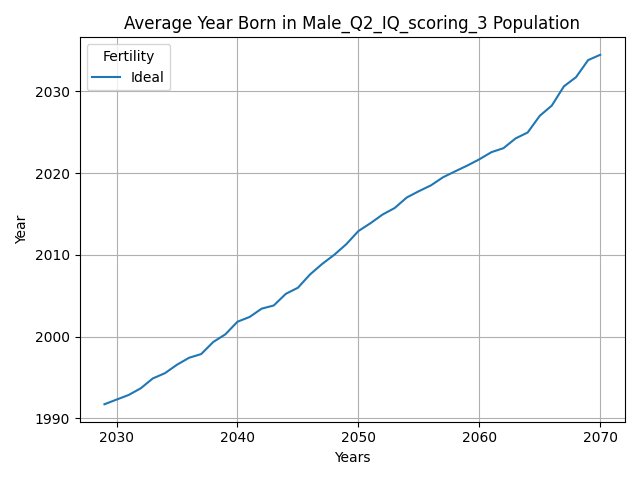 Average Year Born in Male_Q2_IQ_scoring_3 Population
Fertility
Ideal
Year
2030
2020
2010
2000
1990
2030 2040 2050 2060 2070
Years